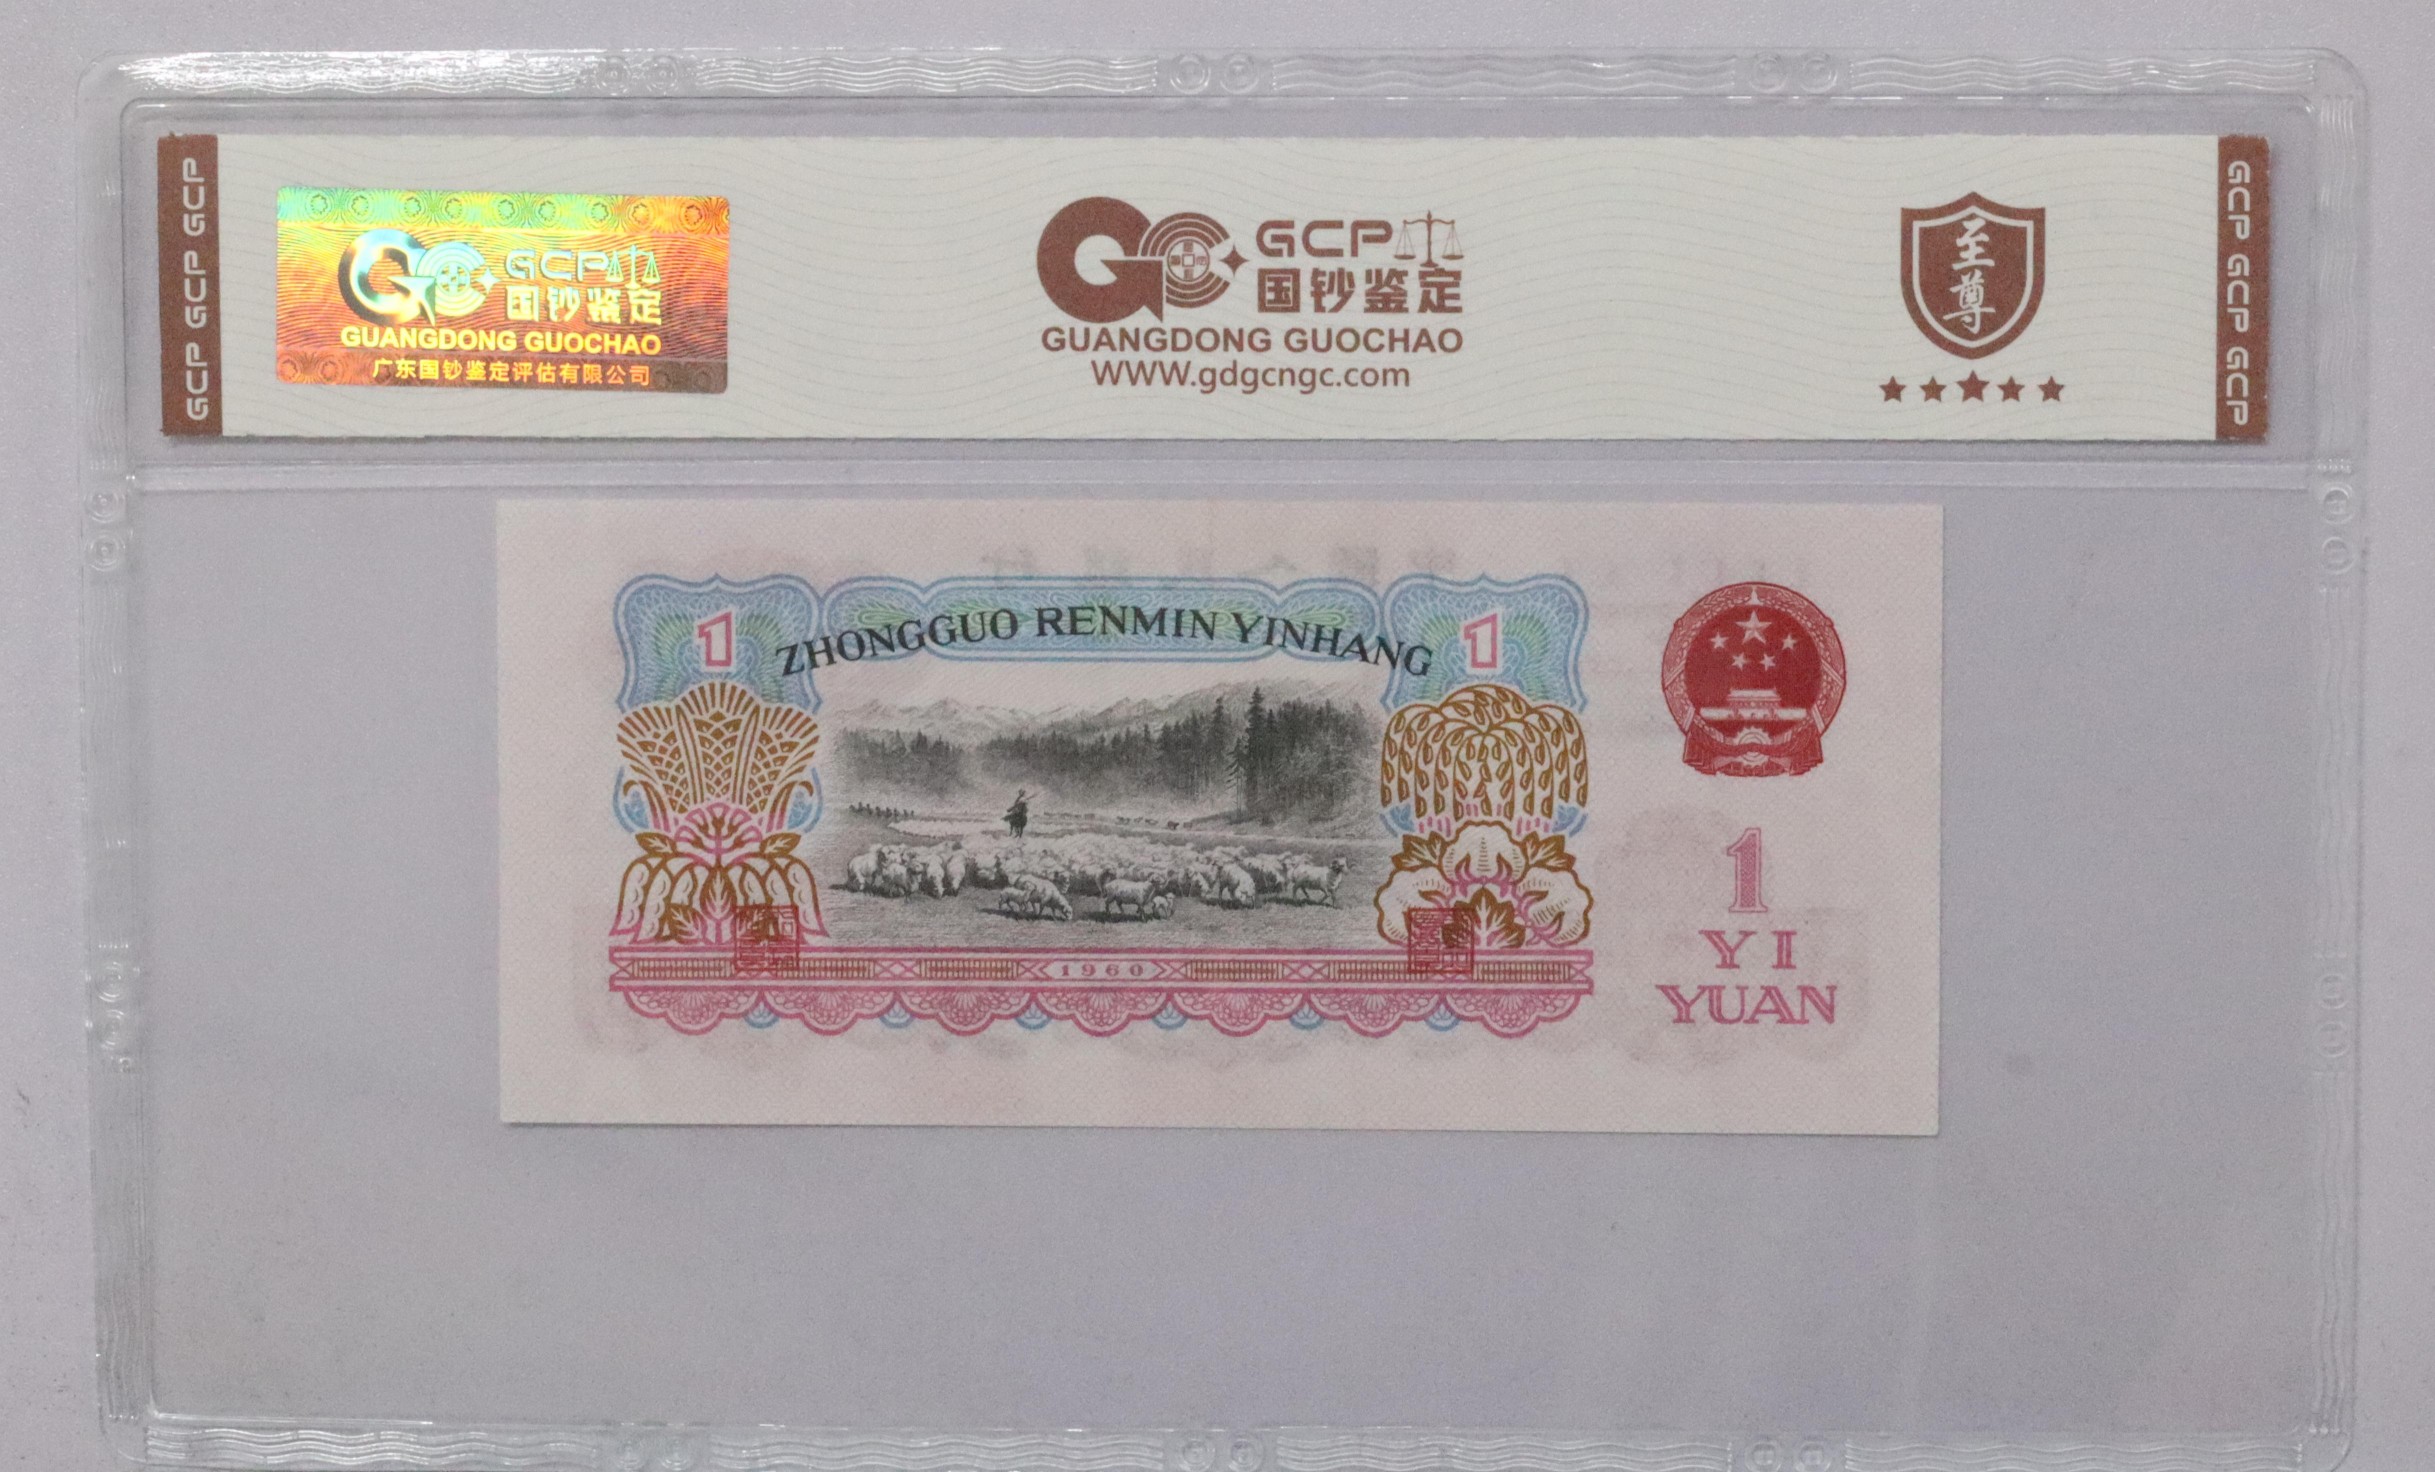 GCP GCP GCP
GCP
国钞鉴定
GUANGDONG GUOCHAO
广东国钞鉴定评估有限公司
GCP
国钞鉴定
GUANGDONG GUOCHAO
WWW.gdgcngc.com
至
尊
GCP GCP GCP
1
ZHONGGUO RENMIN YINHANG
1
1960
1
YI
YUAN